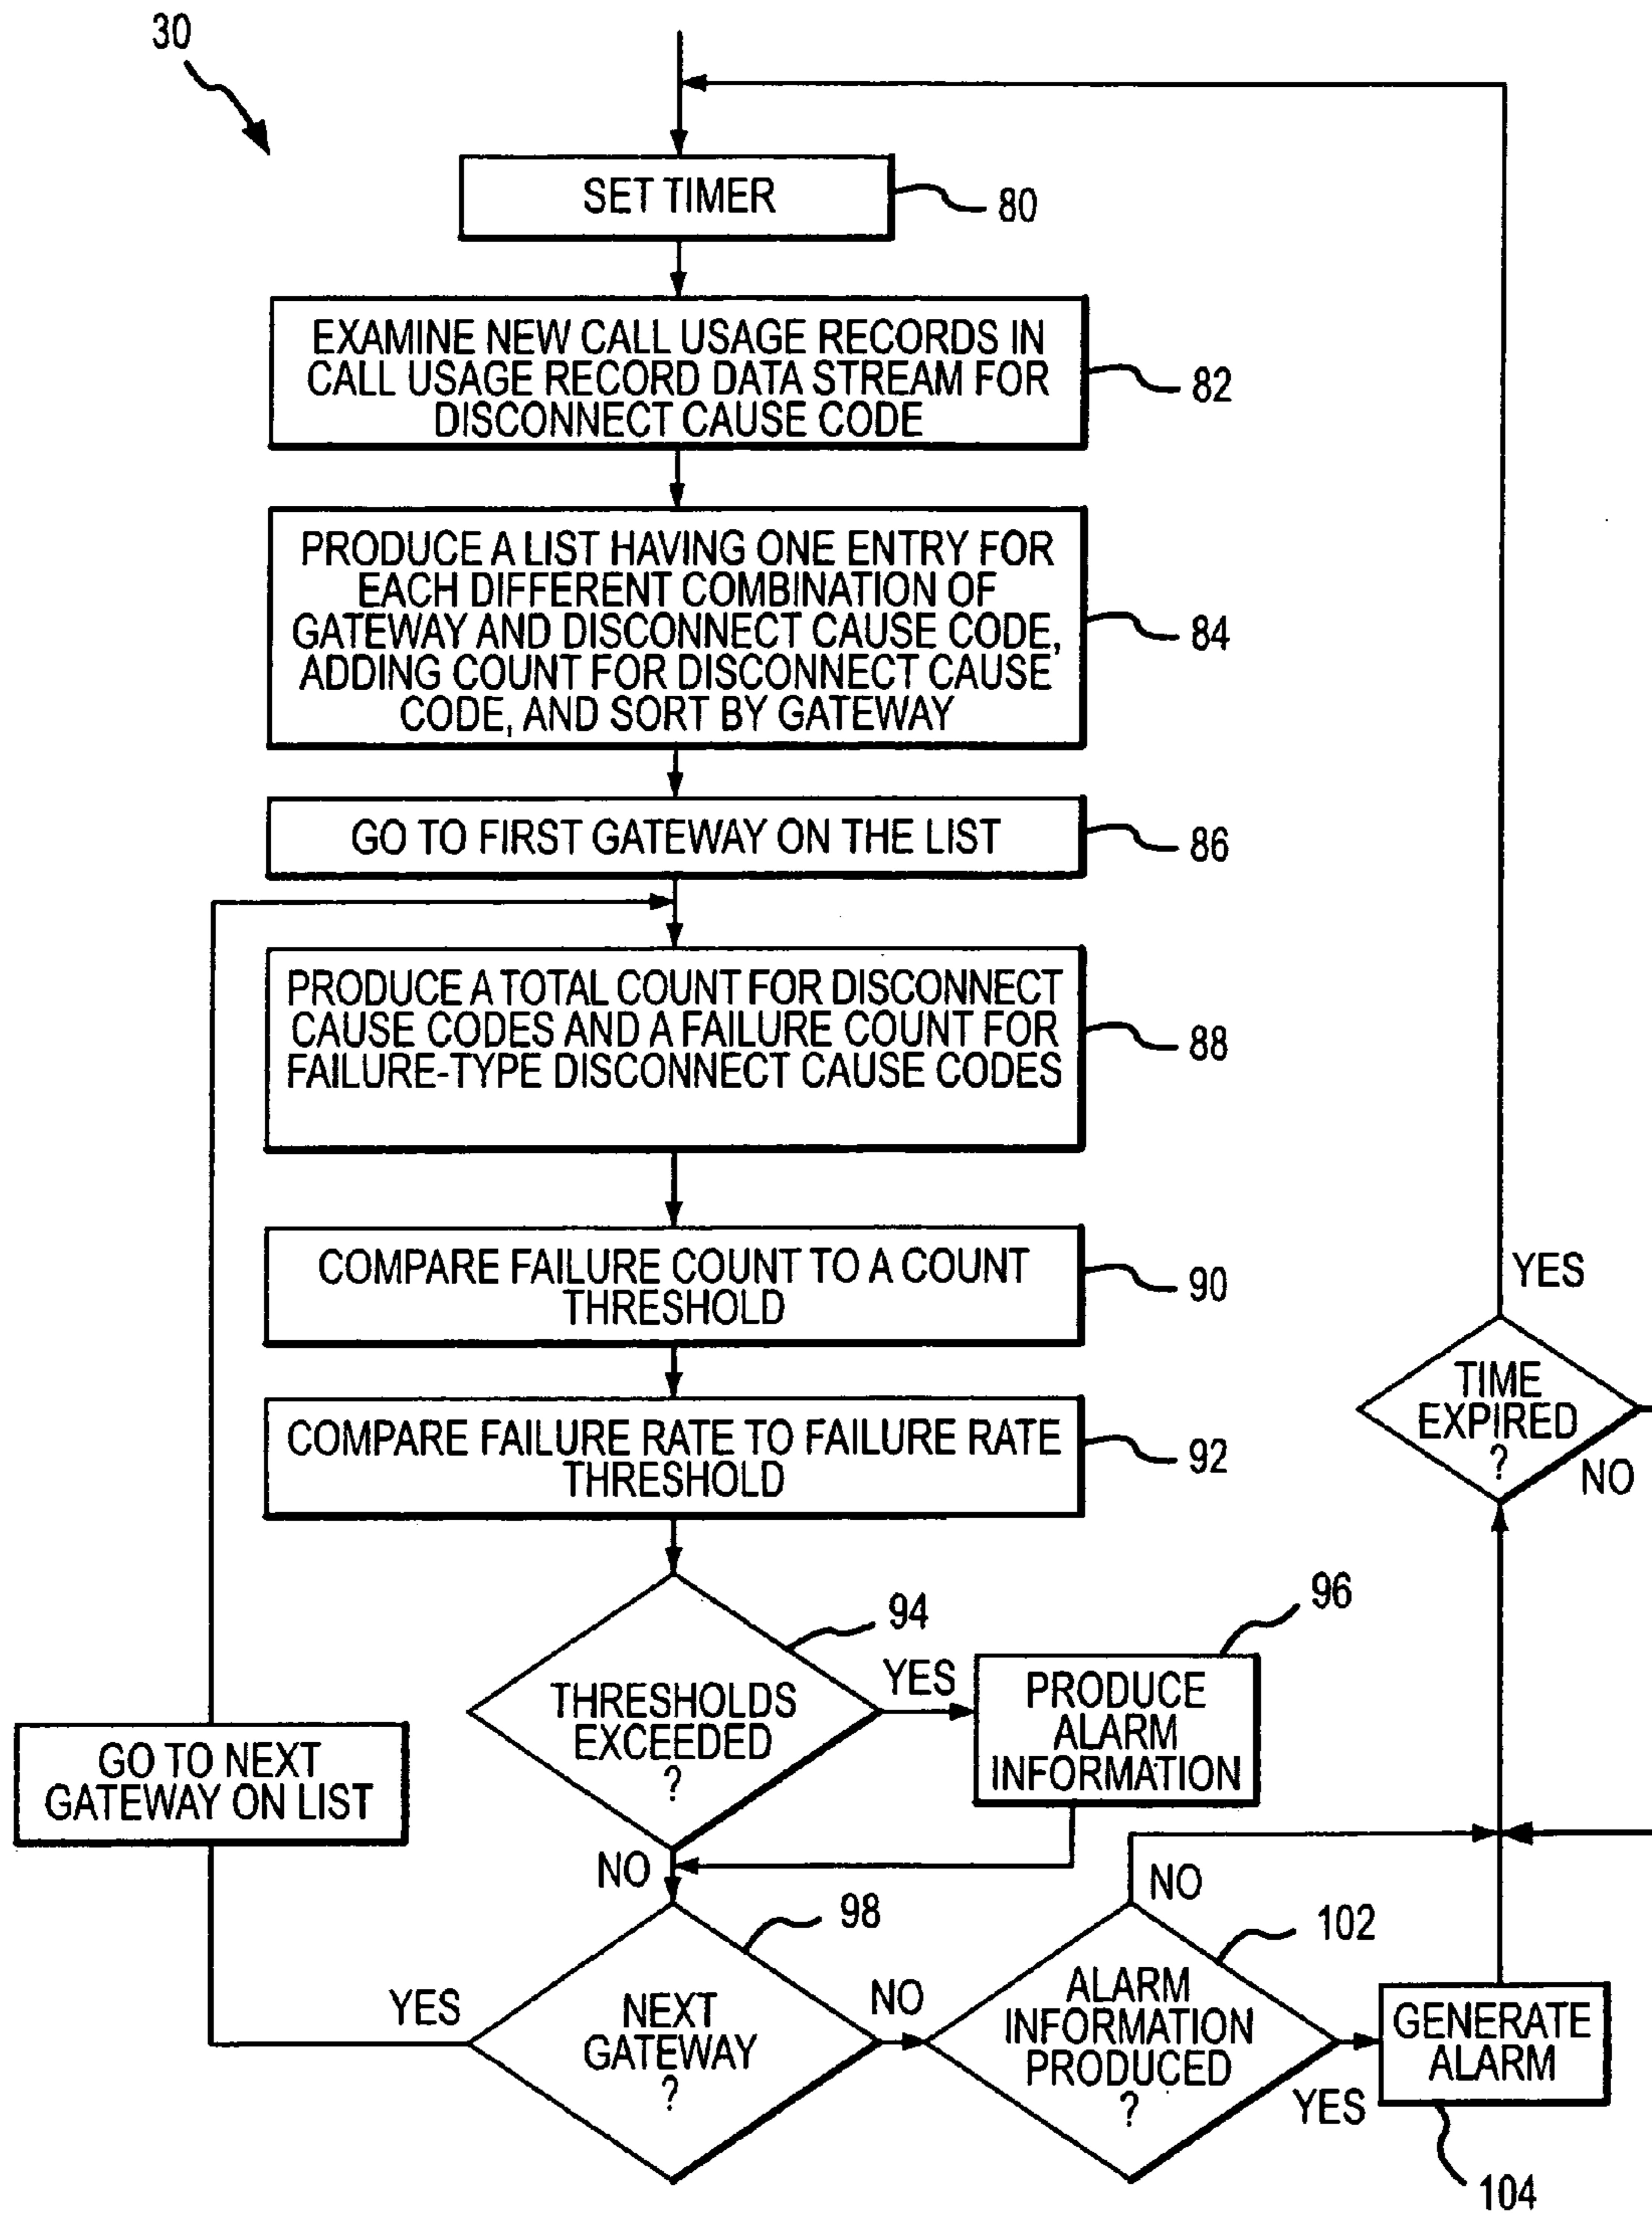 30
SET TIMER
80
EXAMINE NEW CALL USAGE RECORDS IN
CALL USAGE RECORD DATA STREAM FOR
DISCONNECT CAUSE CODE
82
PRODUCE A LIST HAVING ONE ENTRY FOR
EACH DIFFERENT COMBINATION OF
GATEWAY AND DISCONNECT CAUSE CODE,
ADDING COUNT FOR DISCONNECT CAUSE
CODE, AND SORT BY GATEWAY
84
GO TO FIRST GATEWAY ON THE LIST
86
PRODUCE A TOTAL COUNT FOR DISCONNECT
CAUSE CODES AND A FAILURE COUNT FOR
FAILURE-TYPE DISCONNECT CAUSE CODES
88
COMPARE FAILURE COUNT TO A COUNT
THRESHOLD
90
YES
TIME
EXPIRED
?
NO
COMPARE FAILURE RATE TO FAILURE RATE
THRESHOLD
92
94
THRESHOLDS
EXCEEDED
?
YES
96
PRODUCE
ALARM
INFORMATION
GO TO NEXT
GATEWAY ON LIST
NO
98
NEXT
GATEWAY
?
YES
NO
NO
102
ALARM
INFORMATION
PRODUCED
?
YES
GENERATE
ALARM
104